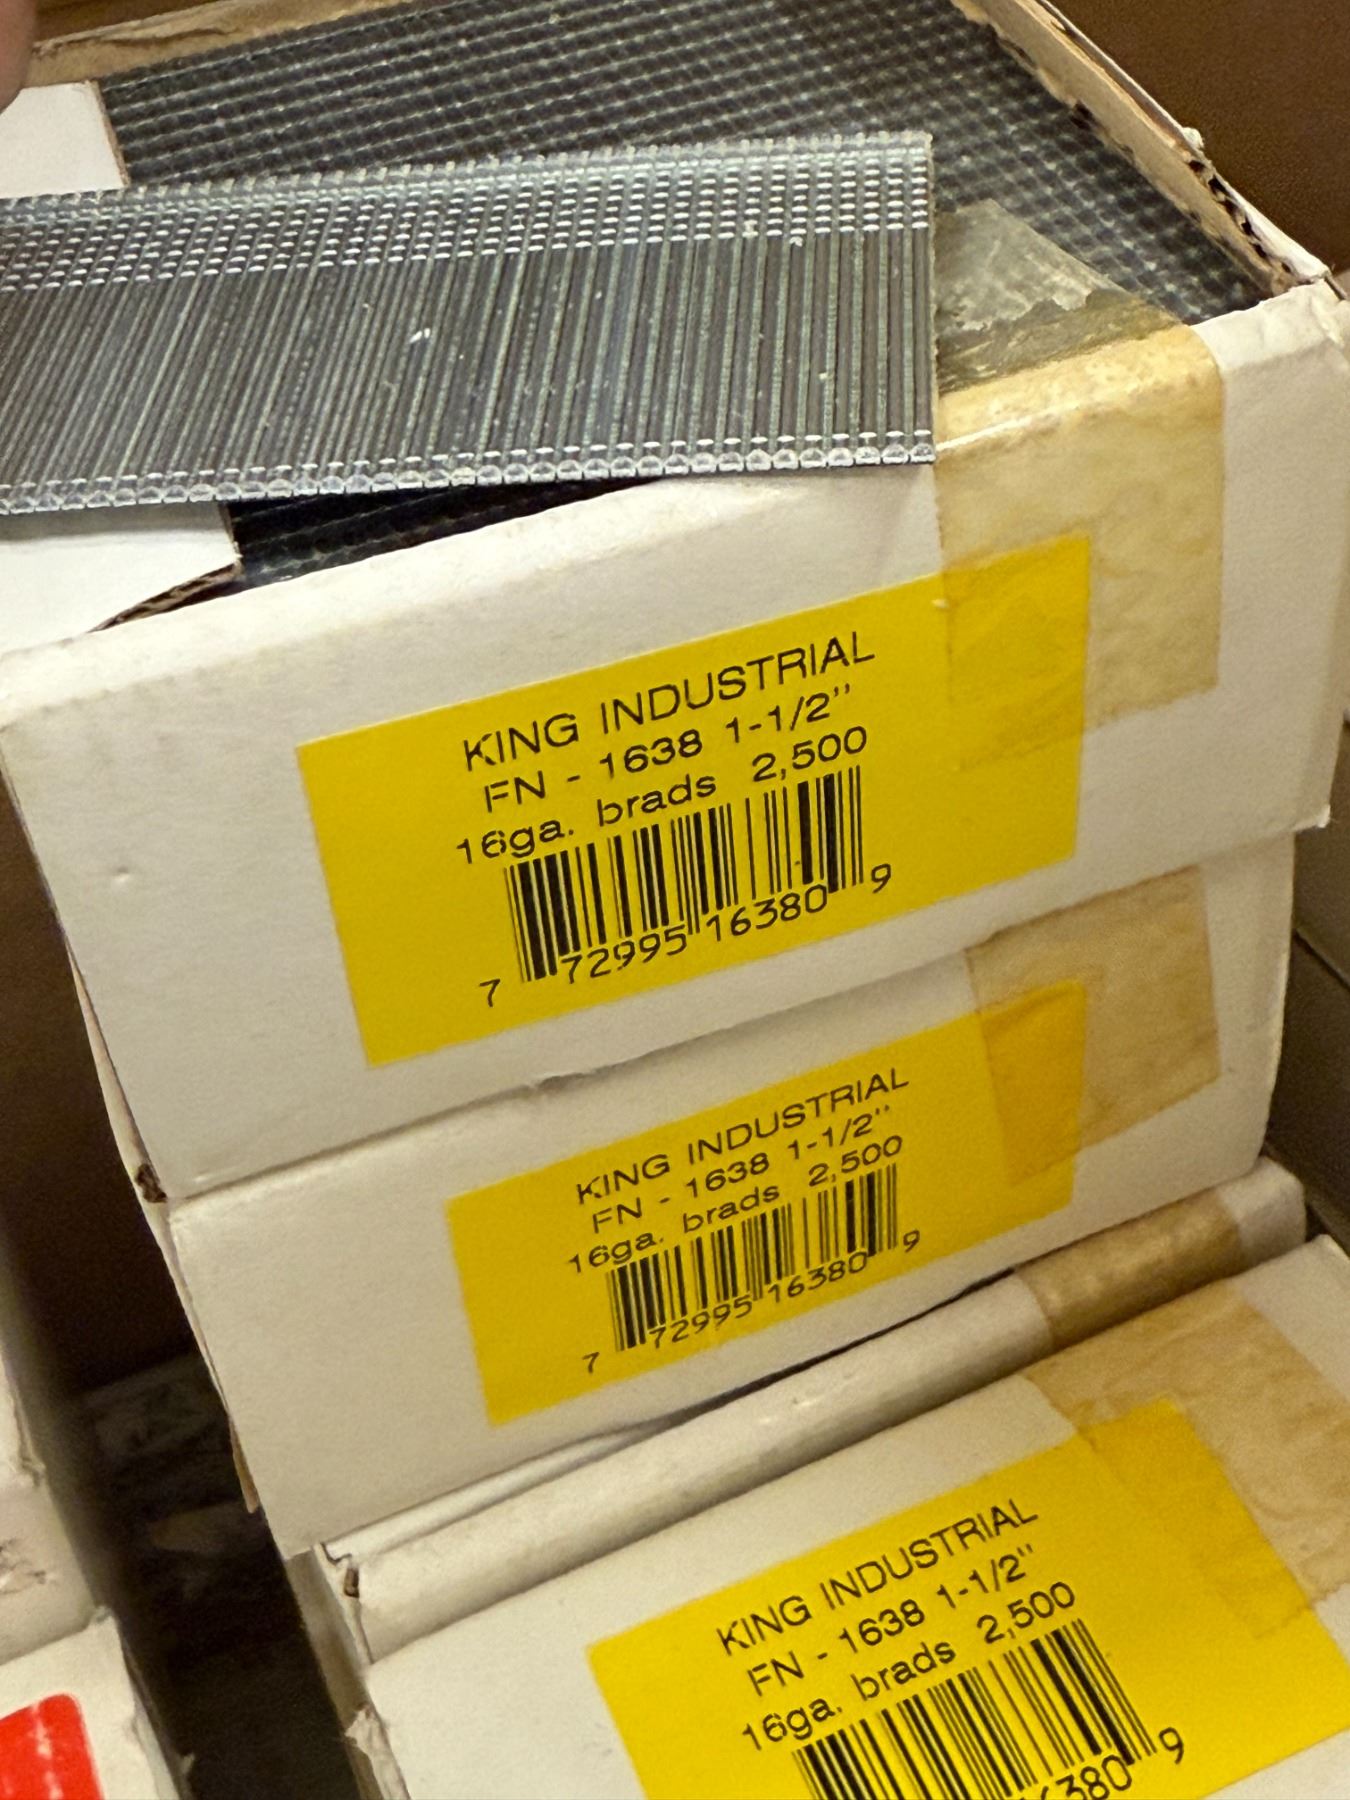 KING INDUSTRIAL
FN - 1638 1-1/2"
16ga. brads 2,500
7 72995 16380 9
KING INDUSTRIAL
FN - 1638 1-1/2"
16ga. brads 2,500
7 72995 16380 9
KING INDUSTRIAL
FN - 1638 1-1/2"
16ga. brads 2,500
6380 9